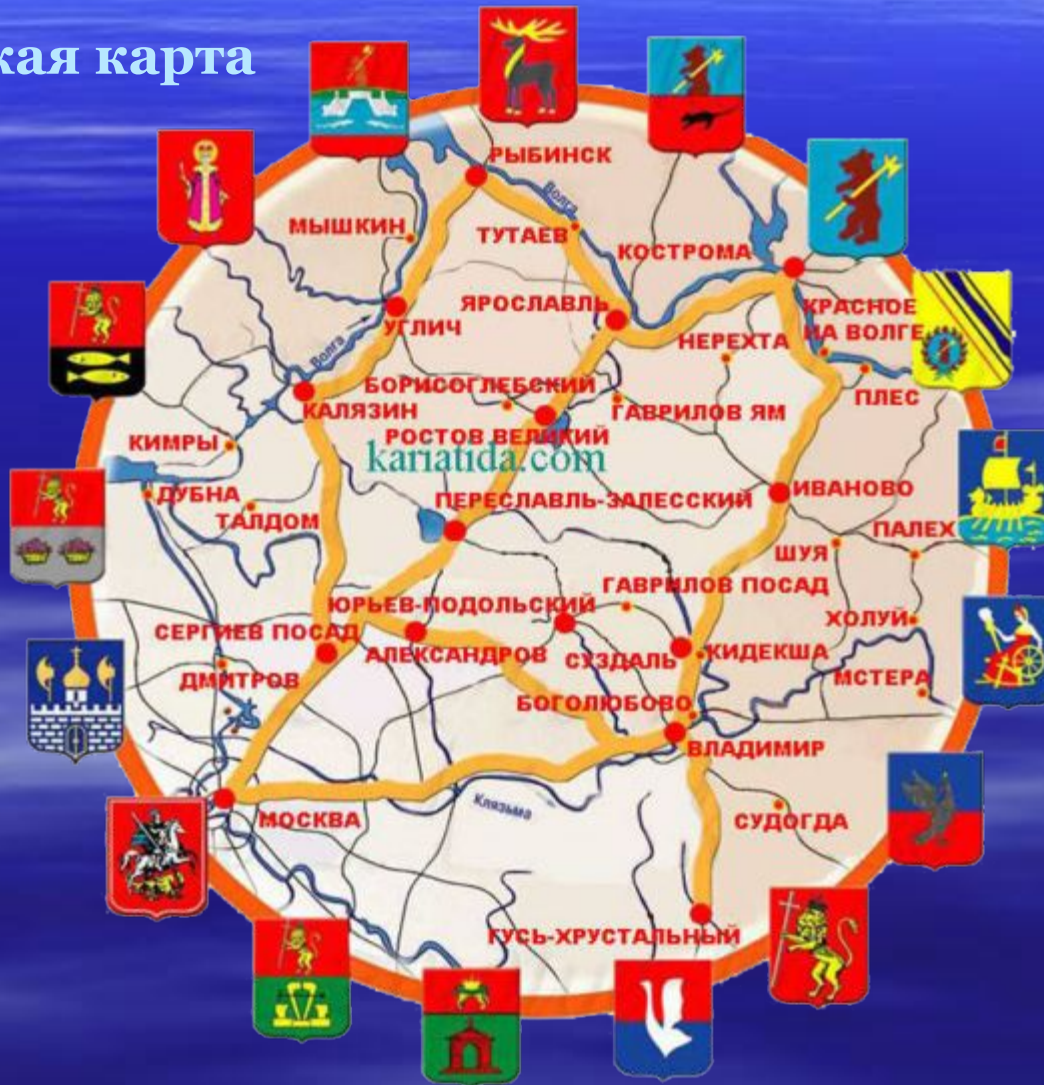 кая карта
РЫБИНСК
Волга
МЫШКИН
ТУТАЕВ
КОСТРОМА
ЯРОСЛАВЛЬ
КРАСНОЕ
НА ВОЛГЕ
УГЛИЧ
НЕРЕХТА
Волга
БОРИСОГЛЕБСКИЙ
ПЛЕС
КАЛЯЗИН
ГАВРИЛОВ ЯМ
КИМРЫ
РОСТОВ ВЕЛИКИЙ
kariatida.com
ДУБНА
ПЕРЕСЛАВЛЬ-ЗАЛЕССКИЙ
ИВАНОВО
ТАЛДОМ
ПАЛЕХ
ШУЯ
ГАВРИЛОВ ПОСАД
ЮРЬЕВ-ПОДОЛЬСКИЙ
ХОЛУЙ
СЕРГИЕВ ПОСАД
АЛЕКСАНДРОВ
СУЗДАЛЬ
КИДЕКША
ДМИТРОВ
МСТЕРА
БОГОЛЮБОВО
ВЛАДИМИР
Клязьма
МОСКВА
СУДОГДА
ГУСЬ-ХРУСТАЛЬНЫЙ